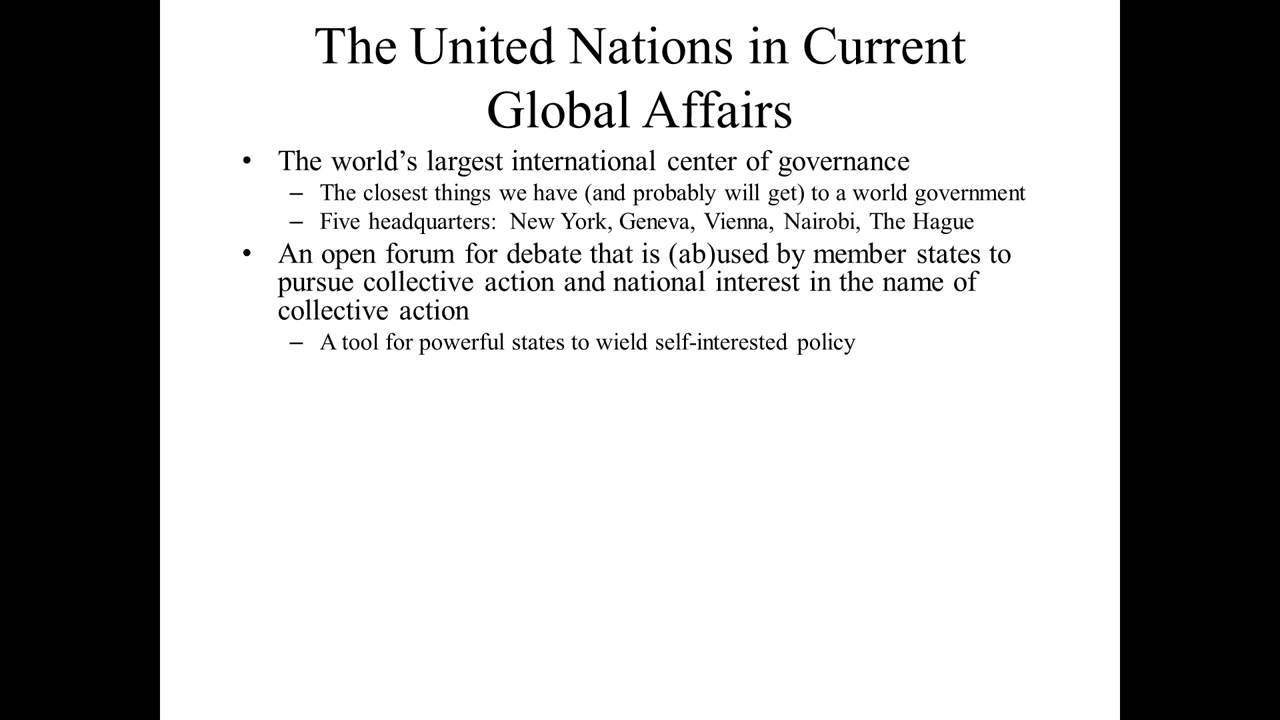 The United Nations in Current
Global Affairs
• The world’s largest international center of governance
– The closest things we have (and probably will get) to a world government
– Five headquarters: New York, Geneva, Vienna, Nairobi, The Hague
• An open forum for debate that is (ab)used by member states to
pursue collective action and national interest in the name of
collective action
– A tool for powerful states to wield self-interested policy